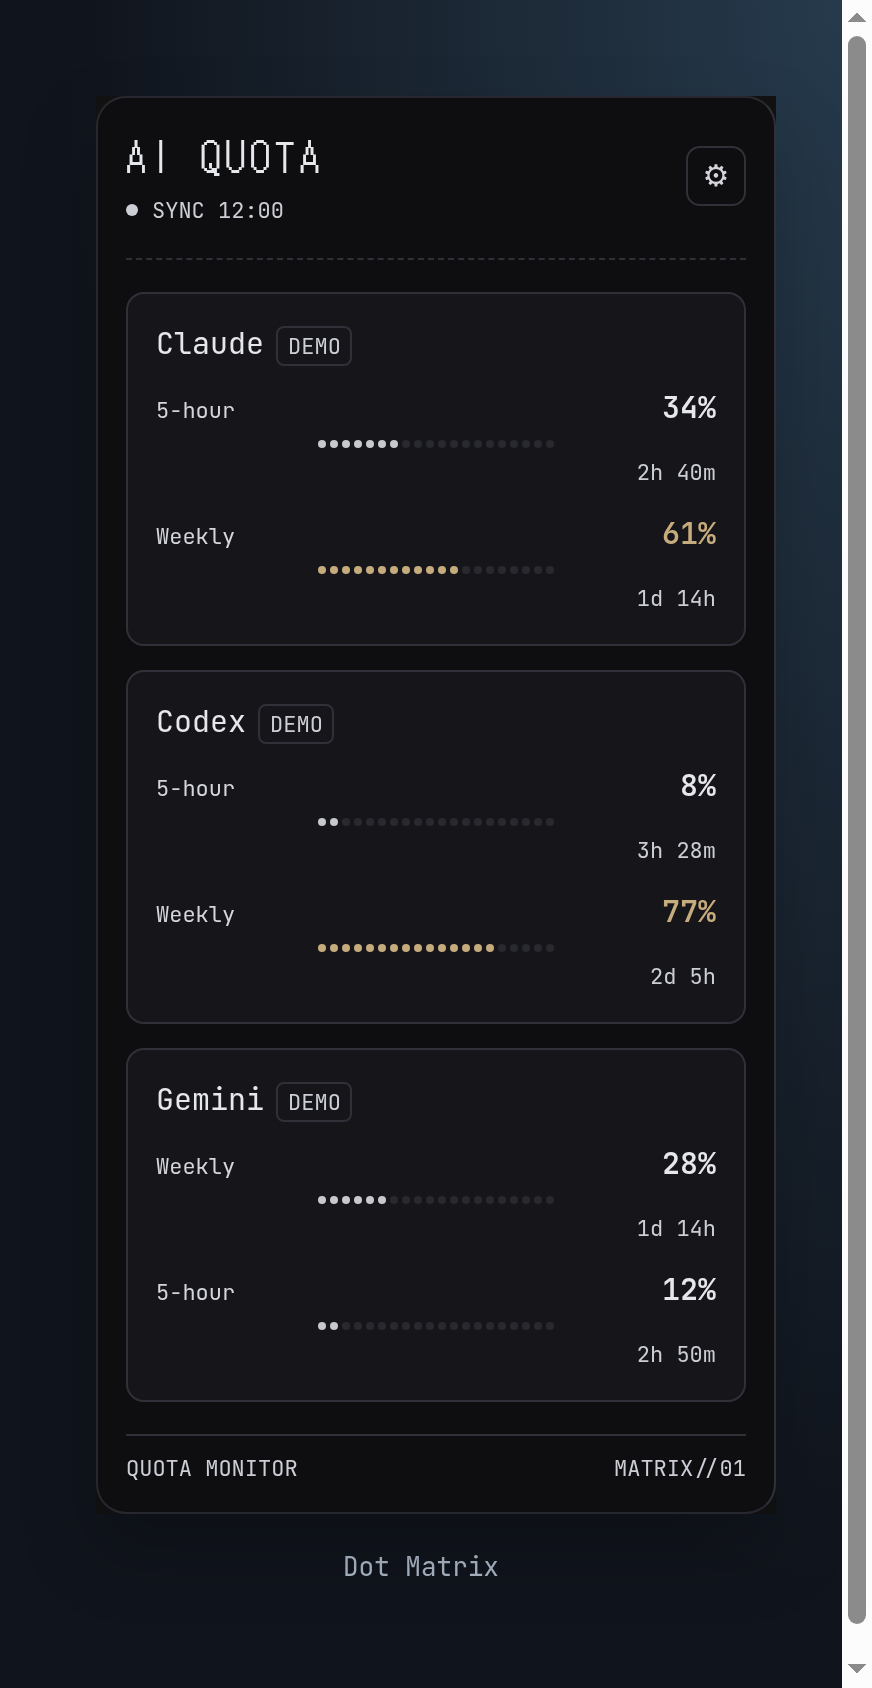 AI QUOTA
SYNC 12:00
Claude DEMO
5-hour 34%
2h 40m
Weekly 61%
1d 14h
Codex DEMO
5-hour 8%
3h 28m
Weekly 77%
2d 5h
Gemini DEMO
Weekly 28%
1d 14h
5-hour 12%
2h 50m
QUOTA MONITOR MATRIX//01
Dot Matrix